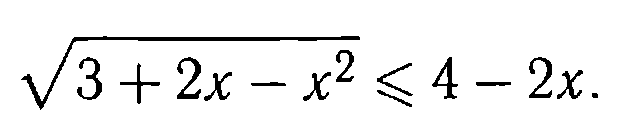 √(3 + 2x − x²) ⩽ 4 − 2x.